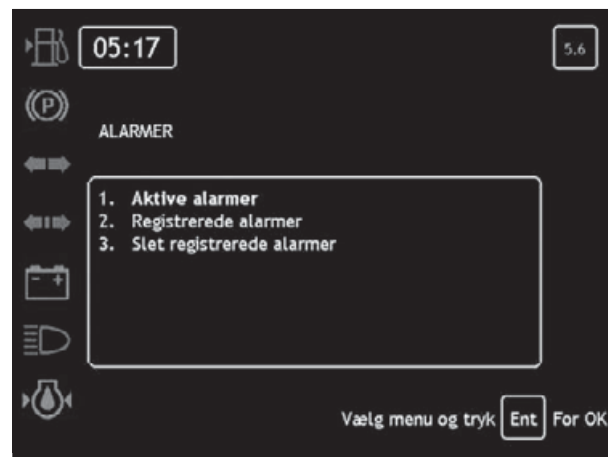 05:17
5.6
ALARMER
1. Aktive alarmer
2. Registrerede alarmer
3. Slet registrerede alarmer
Vælg menu og tryk Ent For OK